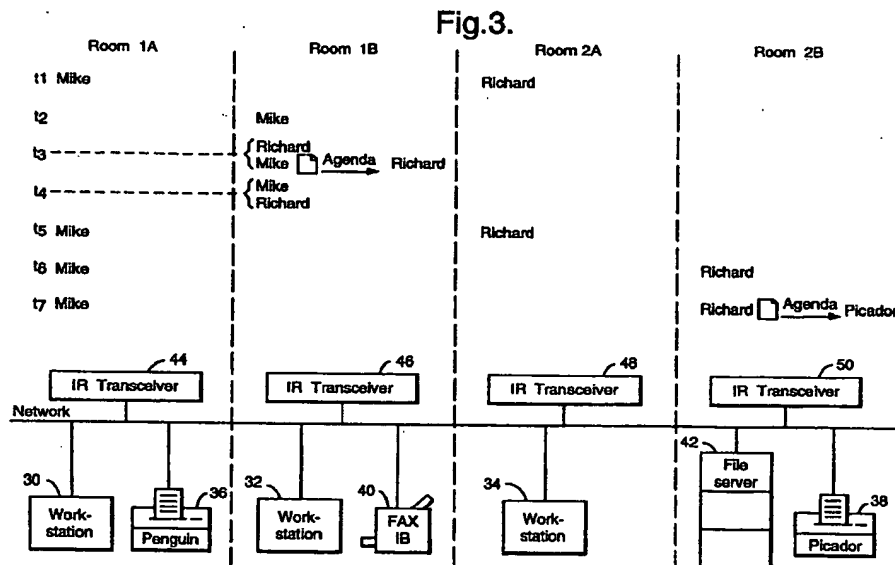 Fig.3.
Room 1A Room 1B Room 2A Room 2B
t1 Mike Richard
t2 Mike
t3 Richard
Mike Agenda Richard
t4 Mike
Richard
t5 Mike Richard
t6 Mike Richard
t7 Mike Richard Agenda Picador
44 46 48 50
IR Transceiver IR Transceiver IR Transceiver IR Transceiver
Network
30 36 32 40 34 42 38
Work-
station
Penguin
Work-
station
FAX
IB
Work-
station
File
server
Picador